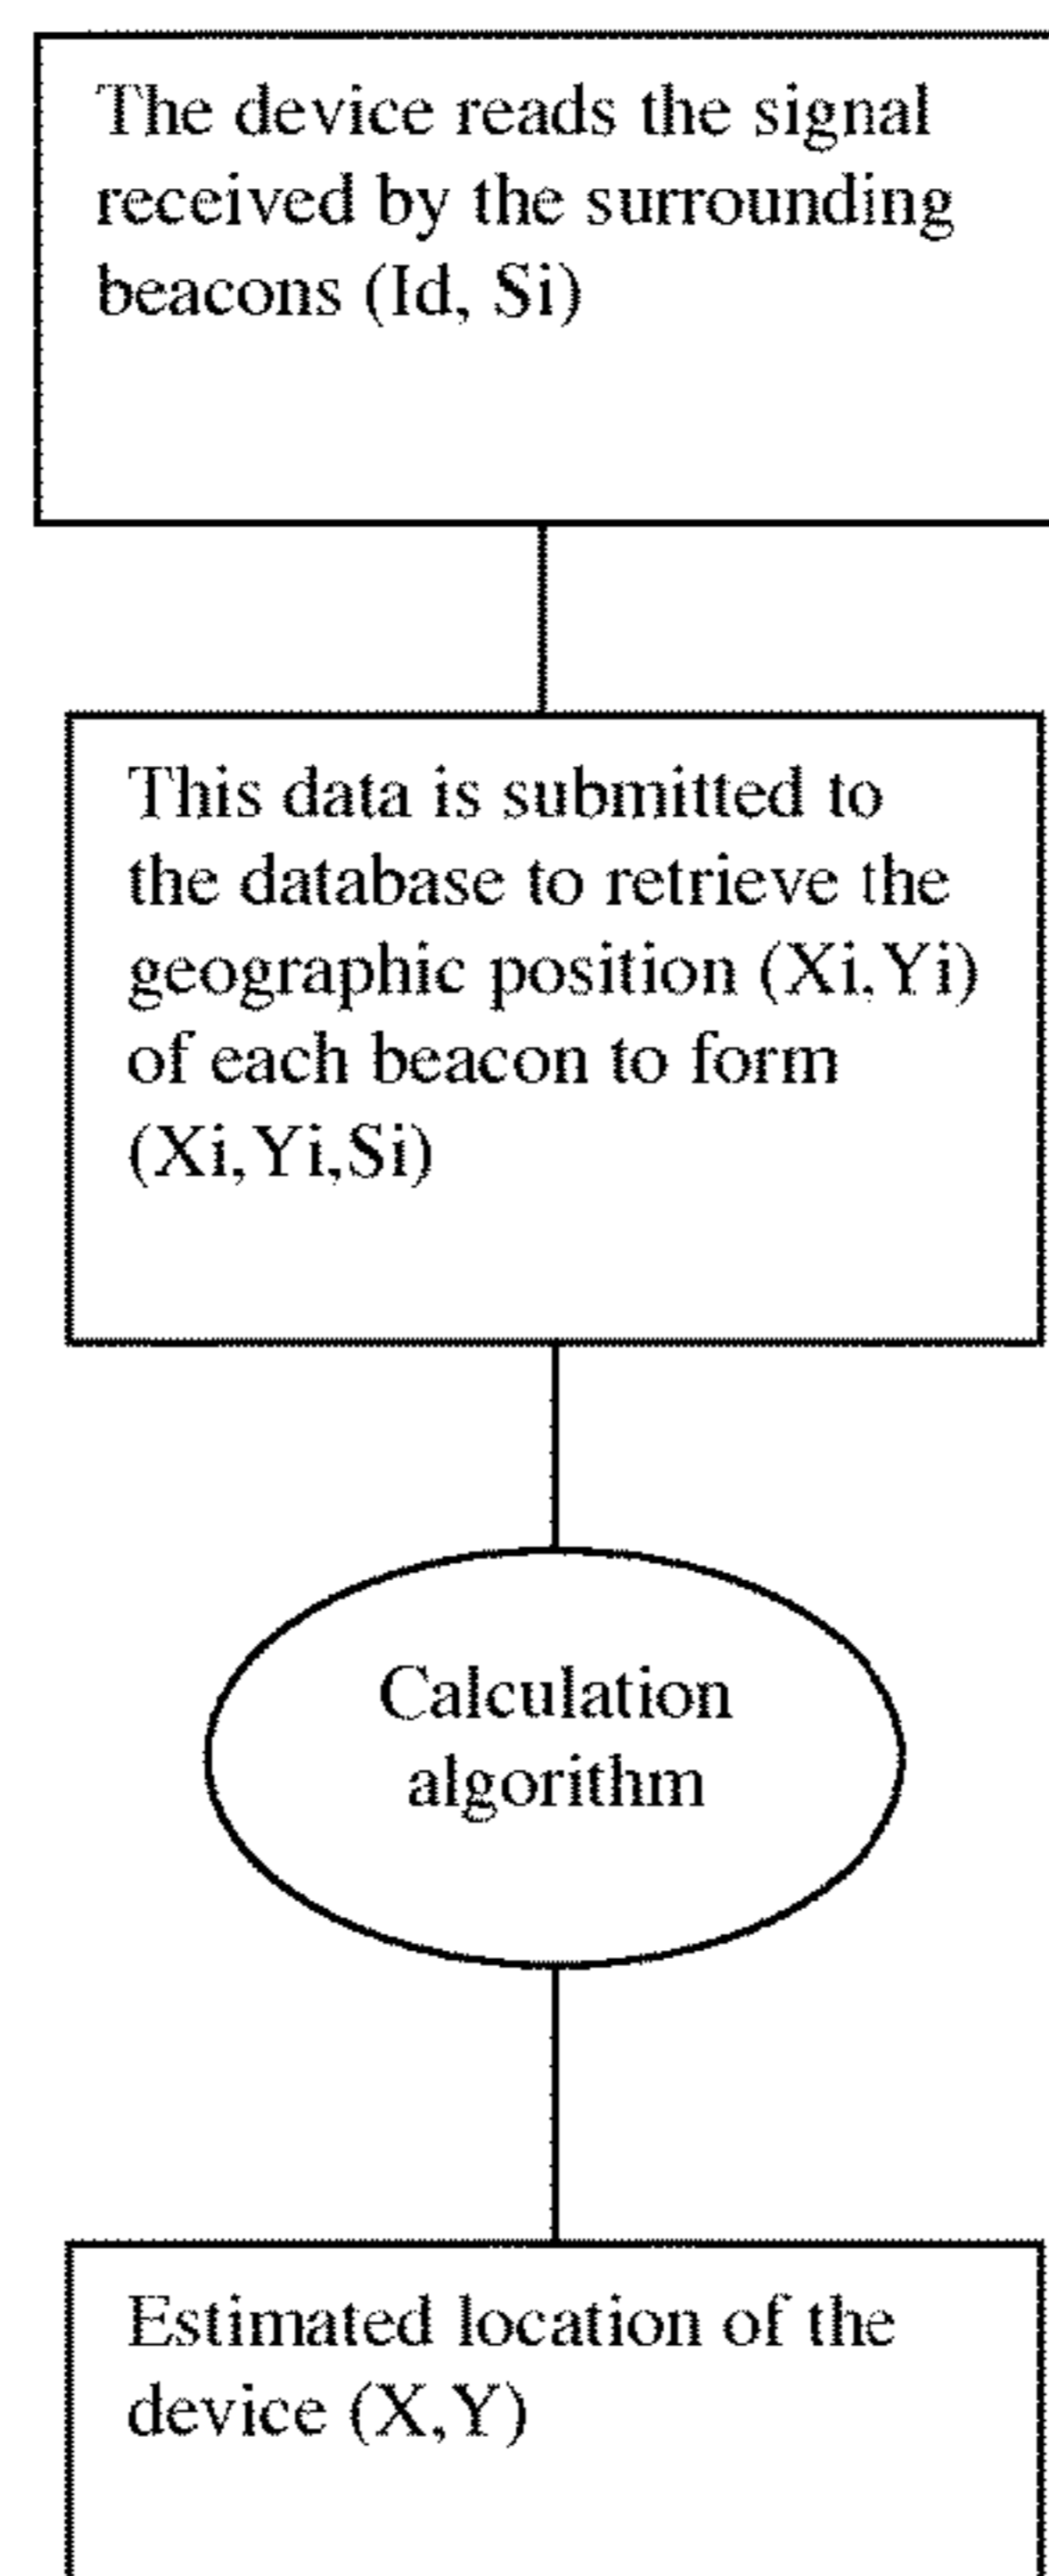 The device reads the signal
received by the surrounding
beacons (Id, Si)
This data is submitted to
the database to retrieve the
geographic position (Xi,Yi)
of each beacon to form
(Xi,Yi,Si)
Calculation
algorithm
Estimated location of the
device (X,Y)